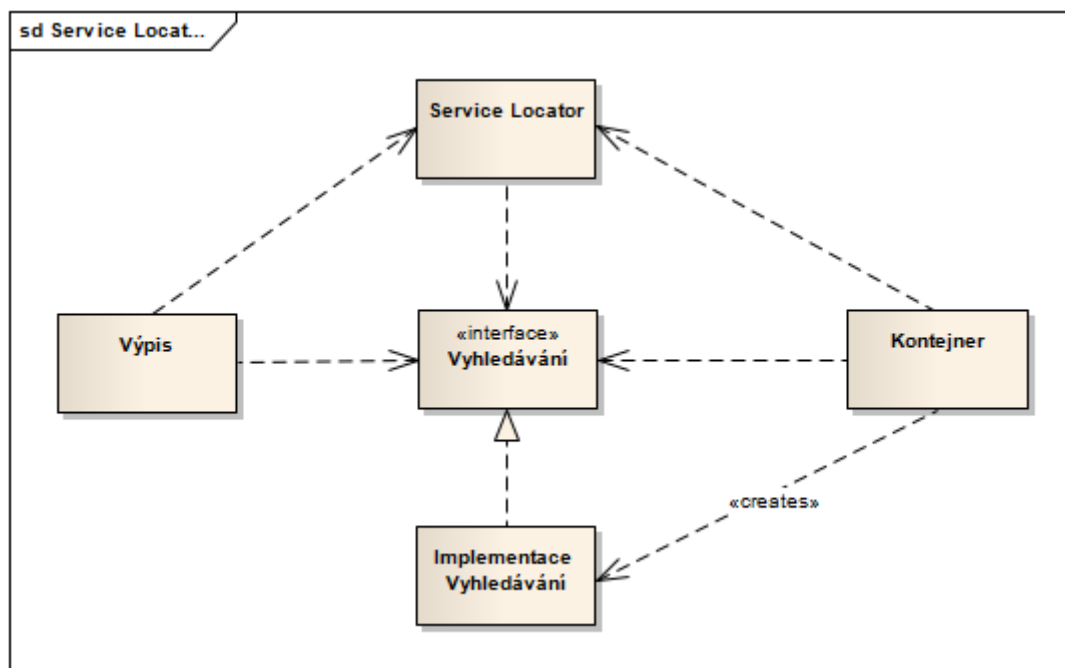 sd Service Locat...
Service Locator
Výpis
«interface»
Vyhledávání
Kontejner
«creates»
Implementace
Vyhledávání